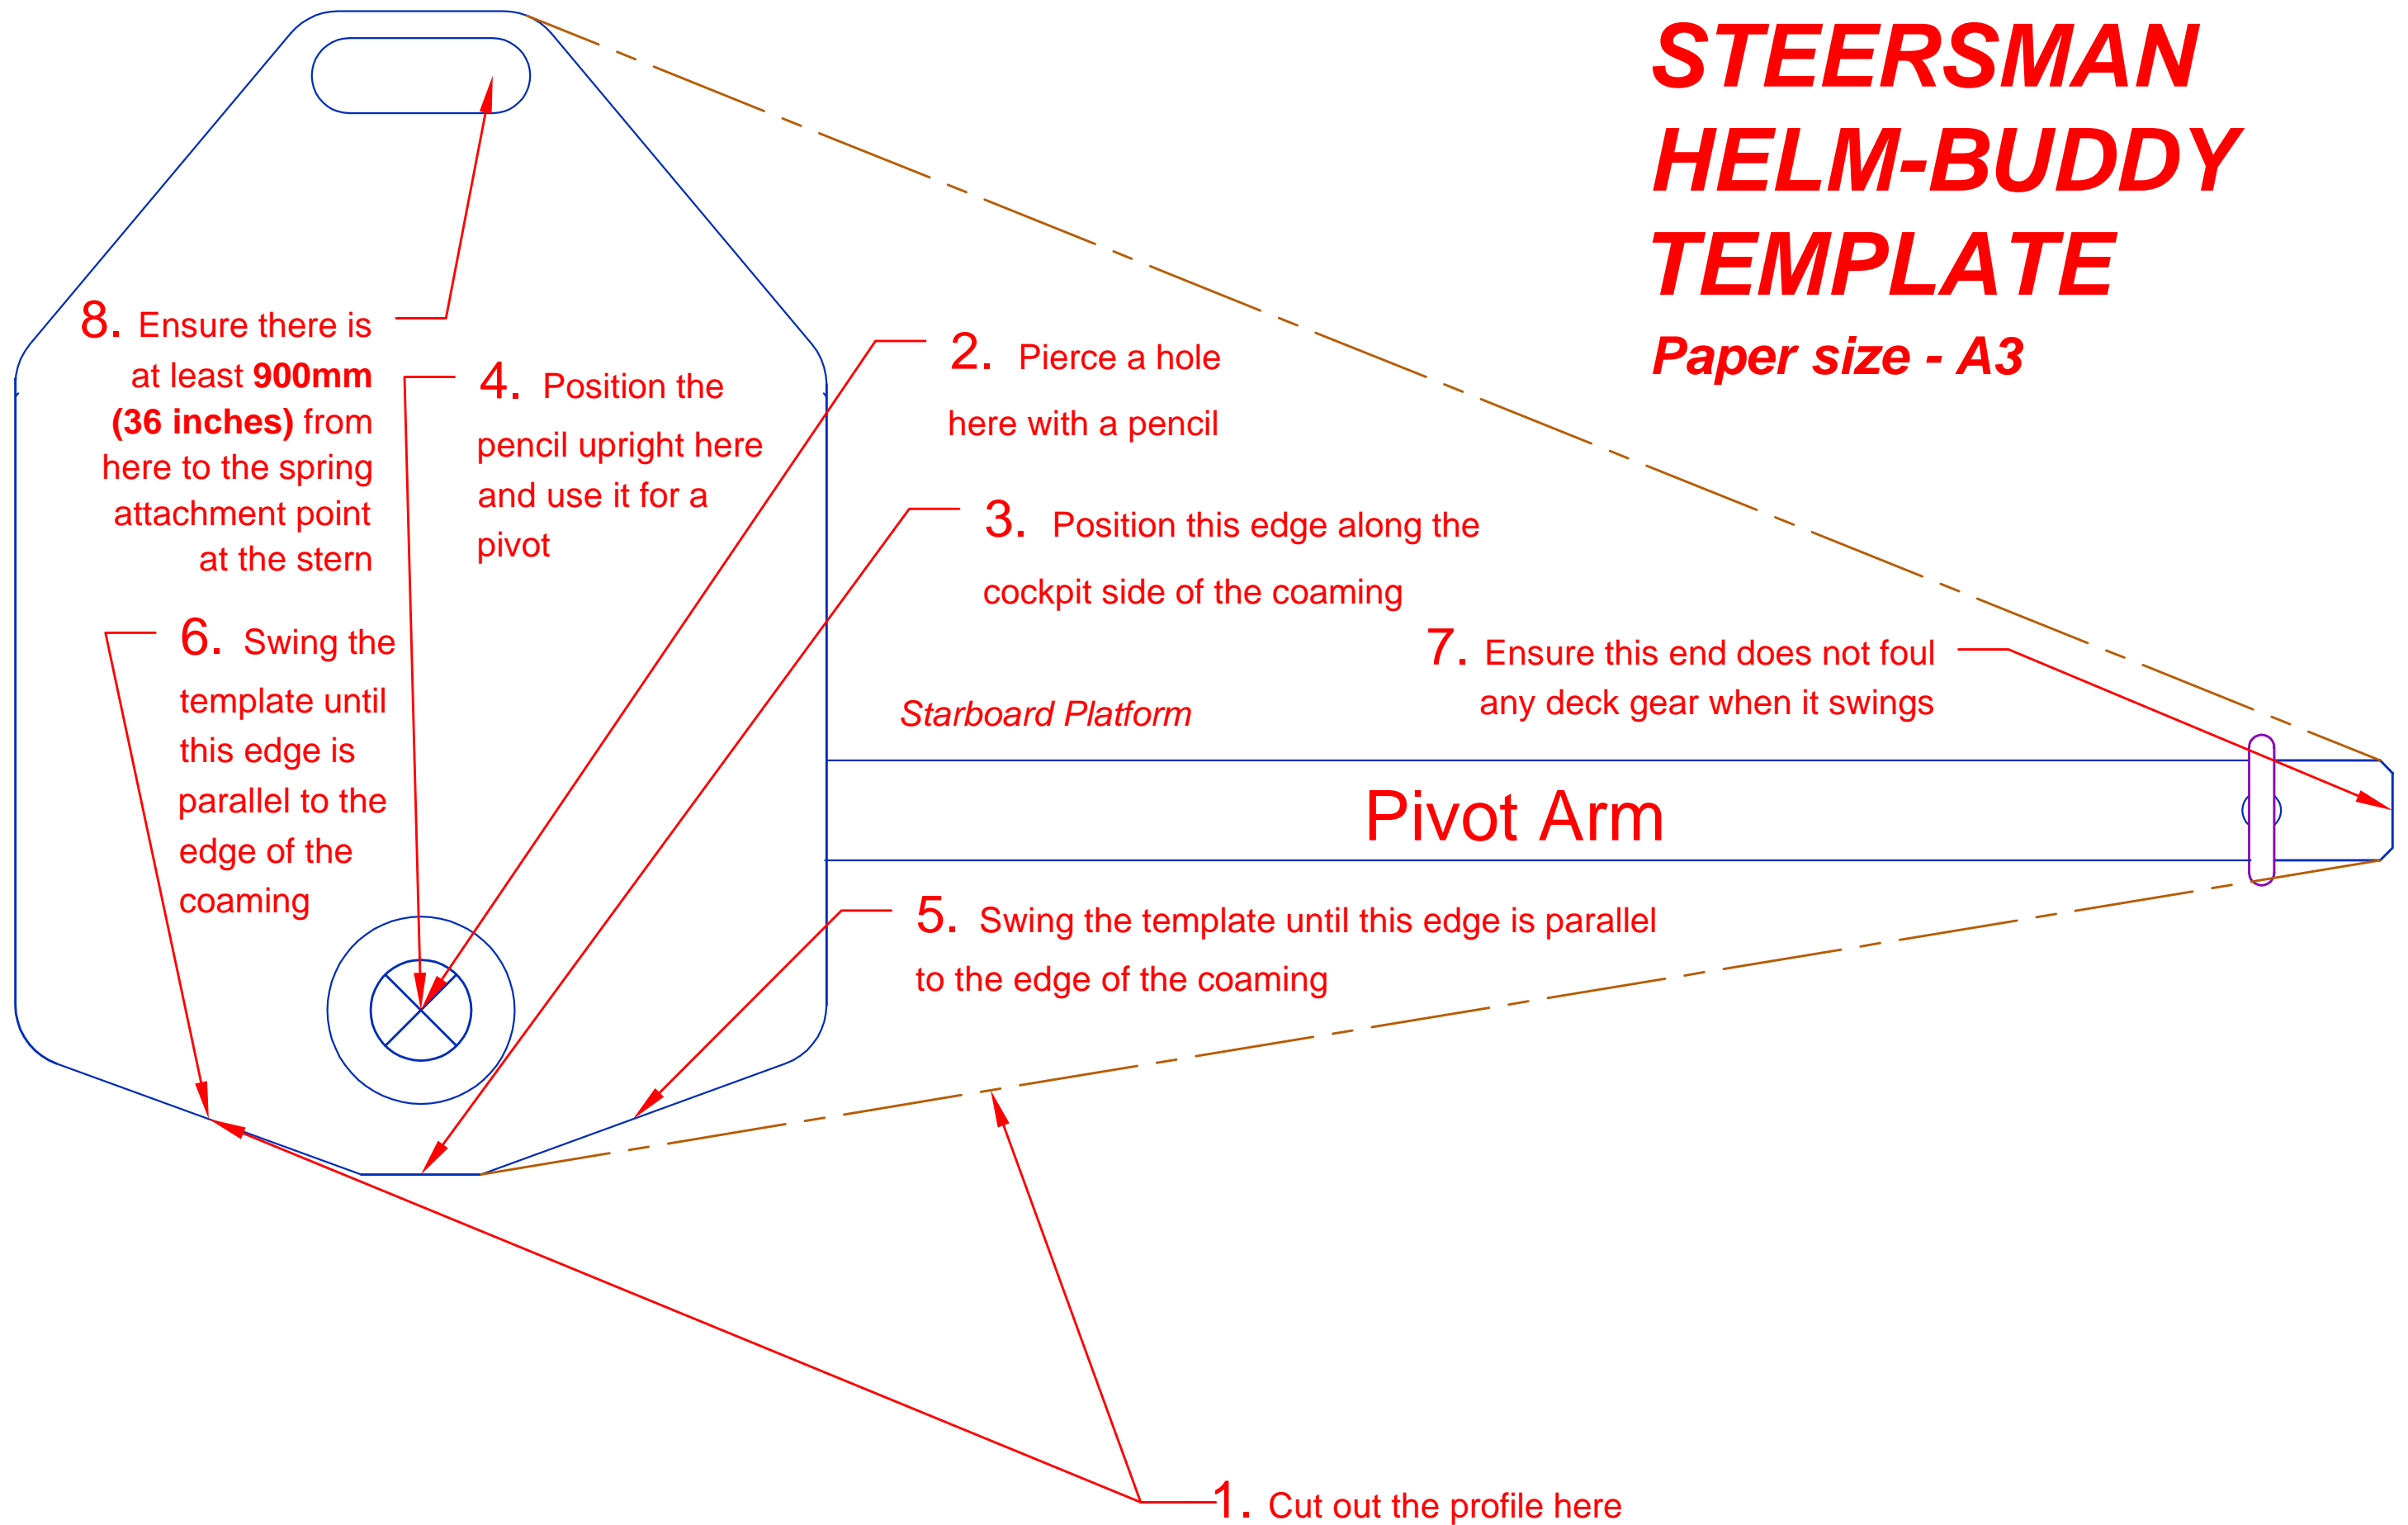 STEERSMAN
HELM-BUDDY
TEMPLATE
Paper size - A3
8. Ensure there is
at least 900mm
(36 inches) from
here to the spring
attachment point
at the stern
4. Position the
pencil upright here
and use it for a
pivot
2. Pierce a hole
here with a pencil
3. Position this edge along the
cockpit side of the coaming
6. Swing the
template until
this edge is
parallel to the
edge of the
coaming
7. Ensure this end does not foul
any deck gear when it swings
Starboard Platform
Pivot Arm
5. Swing the template until this edge is parallel
to the edge of the coaming
1. Cut out the profile here